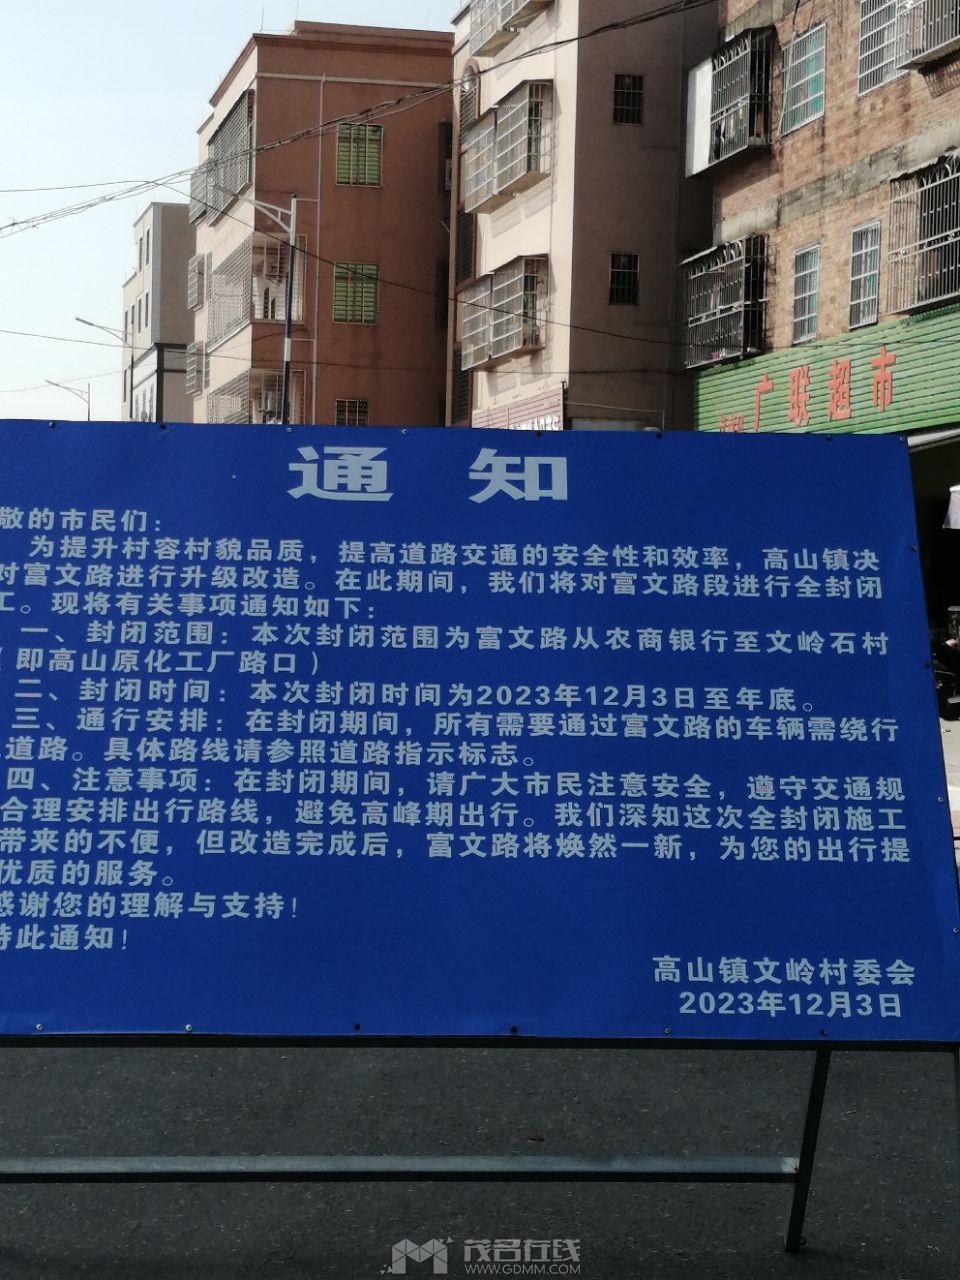 广联超市
通 知
敬的市民们：
为提升村容村貌品质，提高道路交通的安全性和效率，高山镇决
对富文路进行升级改造。在此期间，我们将对富文路段进行全封闭
工。现将有关事项通知如下：
一、封闭范围：本次封闭范围为富文路从农商银行至文岭石村
（即高山原化工厂路口）
二、封闭时间：本次封闭时间为2023年12月3日至年底。
三、通行安排：在封闭期间，所有需要通过富文路的车辆需绕行
道路。具体路线请参照道路指示标志。
四、注意事项：在封闭期间，请广大市民注意安全，遵守交通规
合理安排出行路线，避免高峰期出行。我们深知这次全封闭施工
带来的不便，但改造完成后，富文路将焕然一新，为您的出行提
优质的服务。
感谢您的理解与支持！
特此通知！
高山镇文岭村委会
2023年12月3日
茂名在线
WWW.GDMM.COM